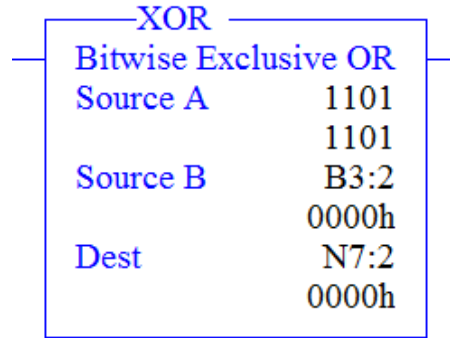 XOR
Bitwise Exclusive OR
Source A 1101
1101
Source B B3:2
0000h
Dest N7:2
0000h